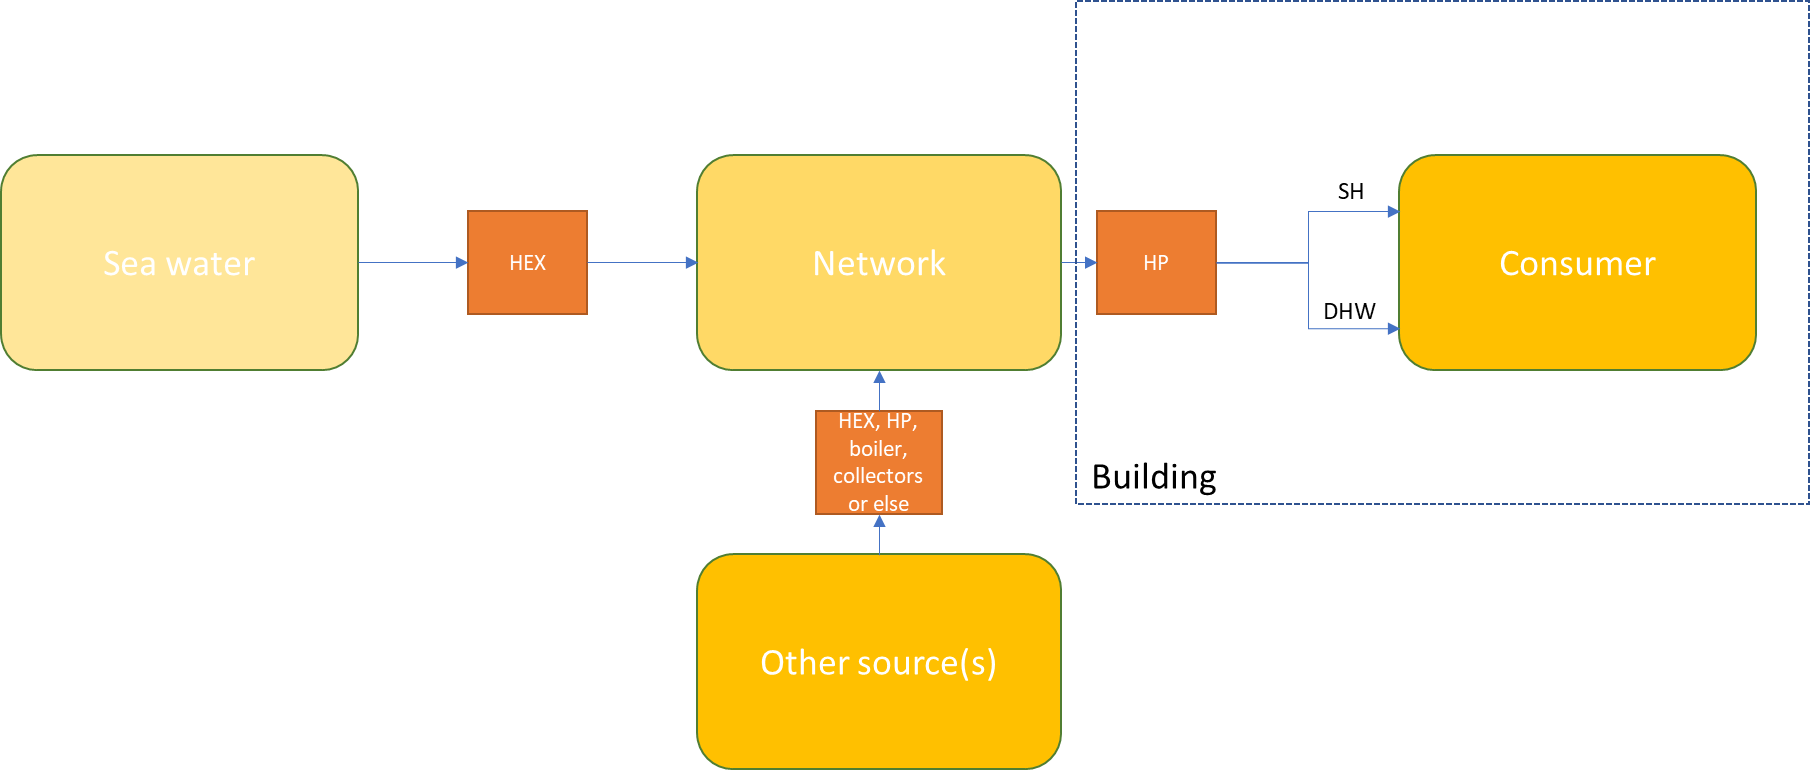 Sea water
HEX
Network
HP
SH
DHW
Consumer
HEX, HP,
boiler,
collectors
or else
Building
Other source(s)